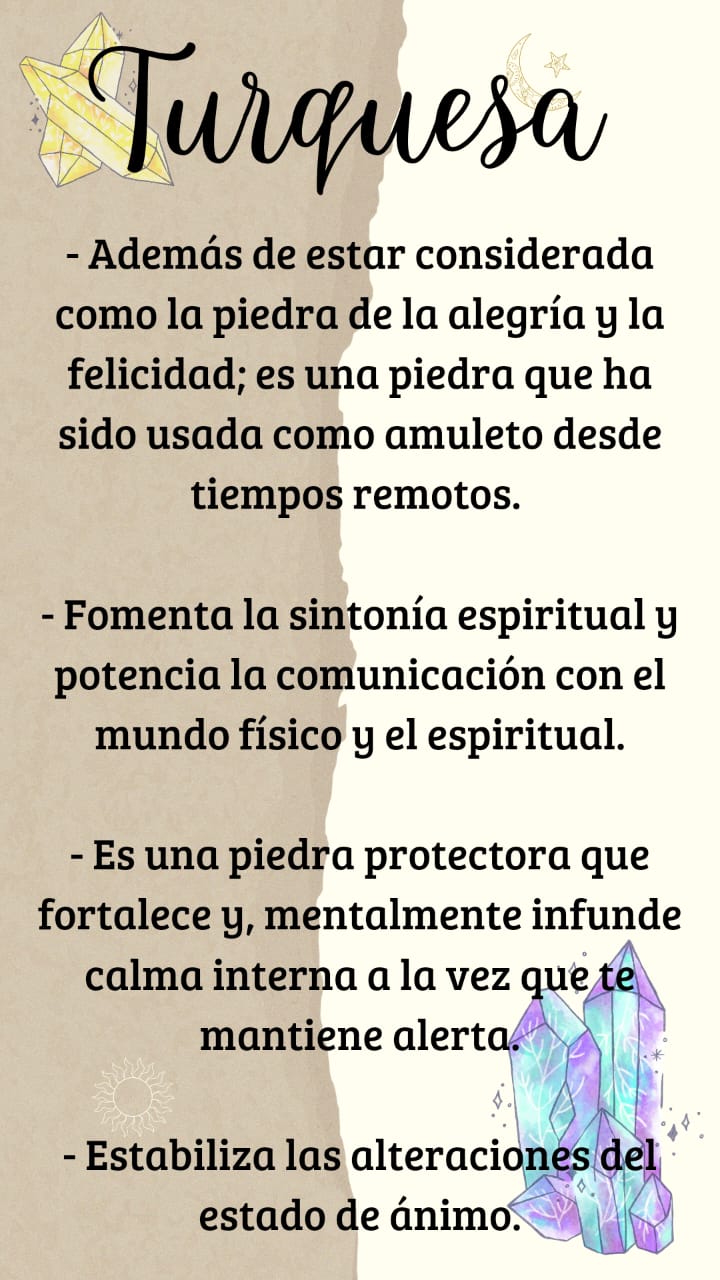 Turquesa
- Además de estar considerada
como la piedra de la alegría y la
felicidad; es una piedra que ha
sido usada como amuleto desde
tiempos remotos.
- Fomenta la sintonía espiritual y
potencia la comunicación con el
mundo físico y el espiritual.
- Es una piedra protectora que
fortalece y, mentalmente infunde
calma interna a la vez que te
mantiene alerta.
- Estabiliza las alteraciones del
estado de ánimo.